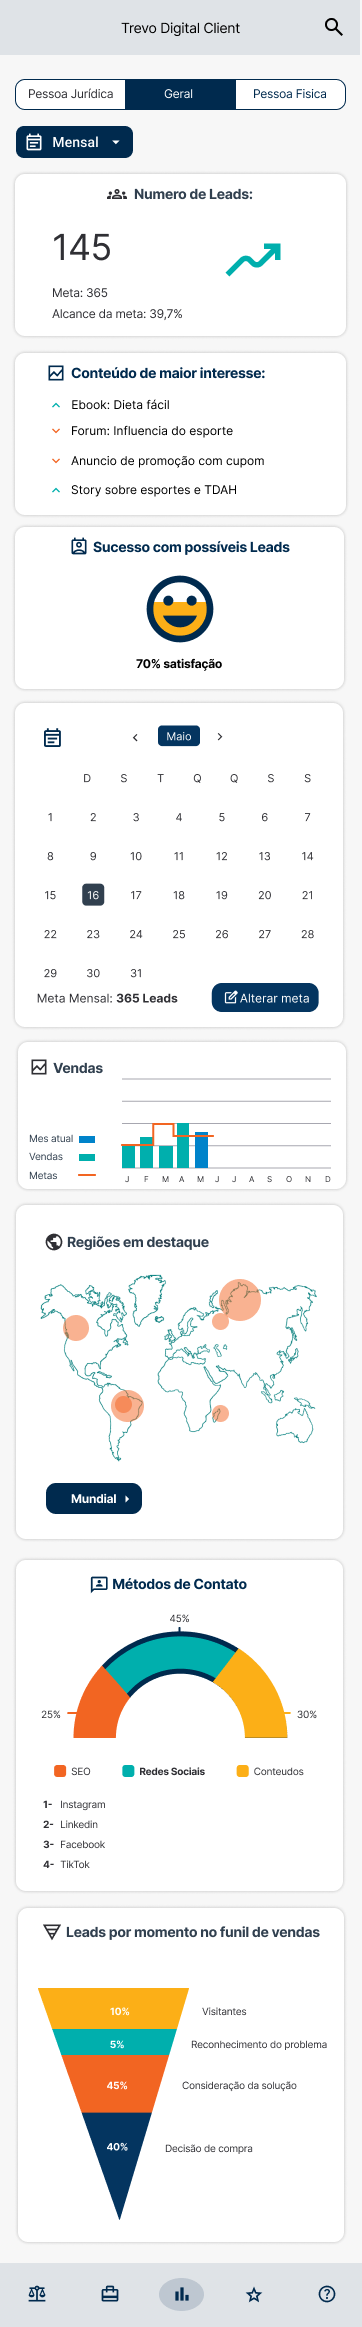 Trevo Digital Client
Pessoa Jurídica Geral Pessoa Fisica
Mensal
Numero de Leads:
145
Meta: 365
Alcance da meta: 39,7%
Conteúdo de maior interesse:
Ebook: Dieta fácil
Forum: Influencia do esporte
Anuncio de promoção com cupom
Story sobre esportes e TDAH
Sucesso com possíveis Leads
70% satisfação
Maio
D S T Q Q S S
1 2 3 4 5 6 7
8 9 10 11 12 13 14
15 16 17 18 19 20 21
22 23 24 25 26 27 28
29 30 31
Meta Mensal: 365 Leads Alterar meta
Vendas
Mes atual
Vendas
Metas
J F M A M J J A S O N D
Regiões em destaque
Mundial
Métodos de Contato
45%
25% 30%
SEO Redes Sociais Conteudos
1- Instagram
2- Linkedin
3- Facebook
4- TikTok
Leads por momento no funil de vendas
10% Visitantes
5% Reconhecimento do problema
45% Consideração da solução
40% Decisão de compra